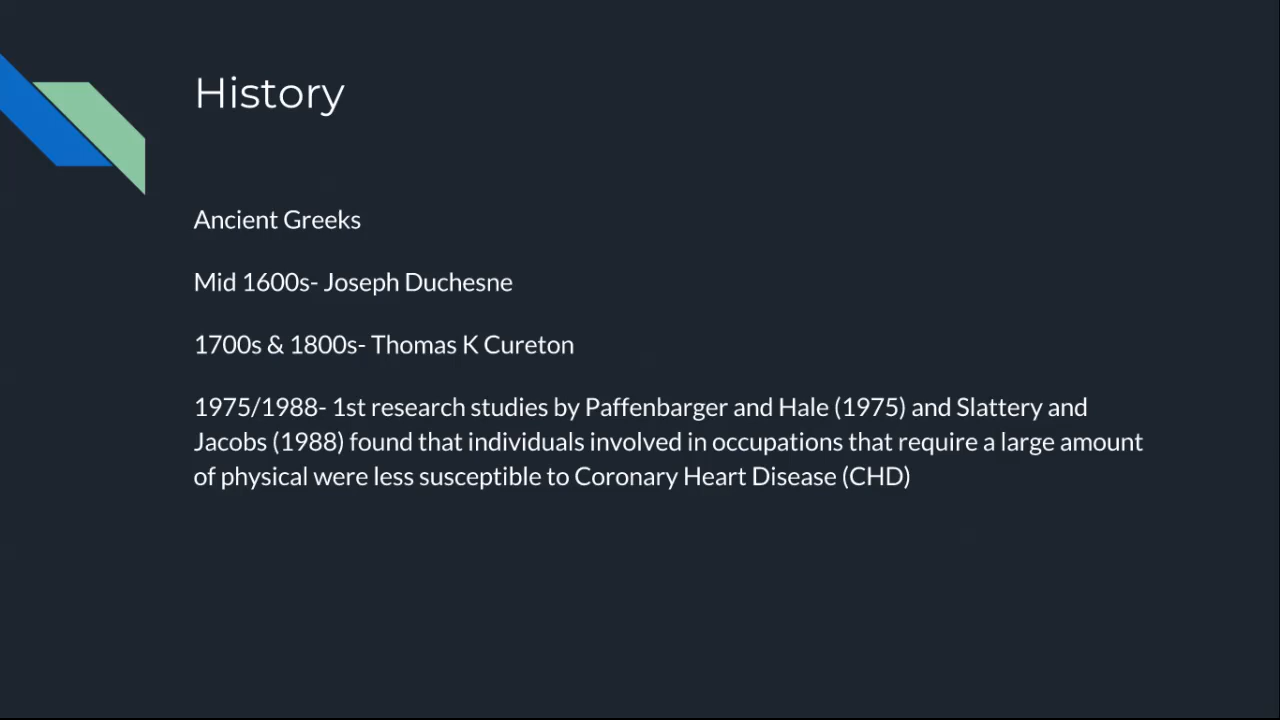 History
Ancient Greeks
Mid 1600s- Joseph Duchesne
1700s & 1800s- Thomas K Cureton
1975/1988- 1st research studies by Paffenbarger and Hale (1975) and Slattery and
Jacobs (1988) found that individuals involved in occupations that require a large amount
of physical were less susceptible to Coronary Heart Disease (CHD)